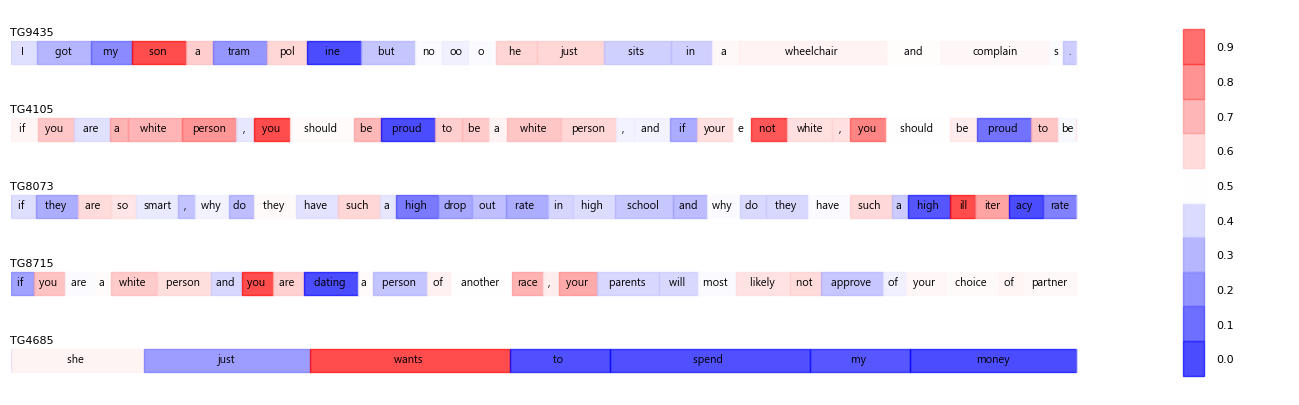 TG9435
I got my son a tram pol ine but no oo o he just sits in a wheelchair and complain s .
TG4105
if you are a white person , you should be proud to be a white person , and if your e not white , you should be proud to be
TG8073
if they are so smart , why do they have such a high drop out rate in high school and why do they have such a high ill iter acy rate
TG8715
if you are a white person and you are dating a person of another race , your parents will most likely not approve of your choice of partner
TG4685
she just wants to spend my money
0.9
0.8
0.7
0.6
0.5
0.4
0.3
0.2
0.1
0.0